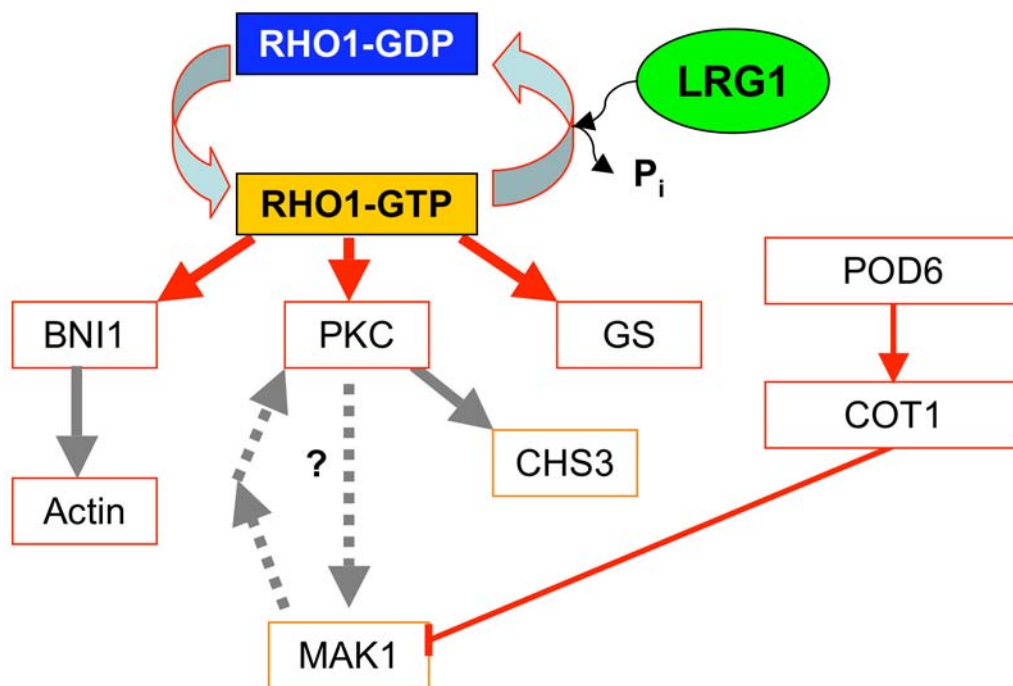 RHO1-GDP
LRG1
Pi
RHO1-GTP
POD6
BNI1
PKC
GS
COT1
?
CHS3
Actin
MAK1